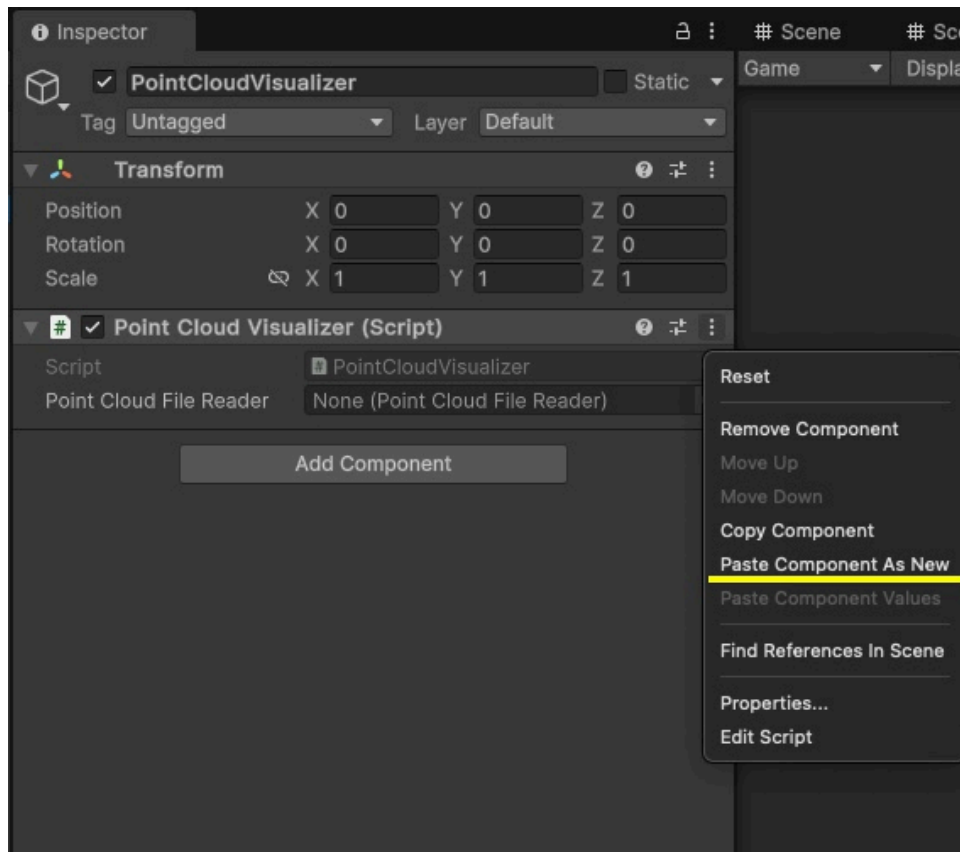 Inspector
# Scene # Sc
PointCloudVisualizer Static
Game Displa
Tag Untagged Layer Default
Transform
Position X 0 Y 0 Z 0
Rotation X 0 Y 0 Z 0
Scale X 1 Y 1 Z 1
# Point Cloud Visualizer (Script)
Script # PointCloudVisualizer
Point Cloud File Reader None (Point Cloud File Reader)
Add Component
Reset
Remove Component
Move Up
Move Down
Copy Component
Paste Component As New
Paste Component Values
Find References In Scene
Properties...
Edit Script